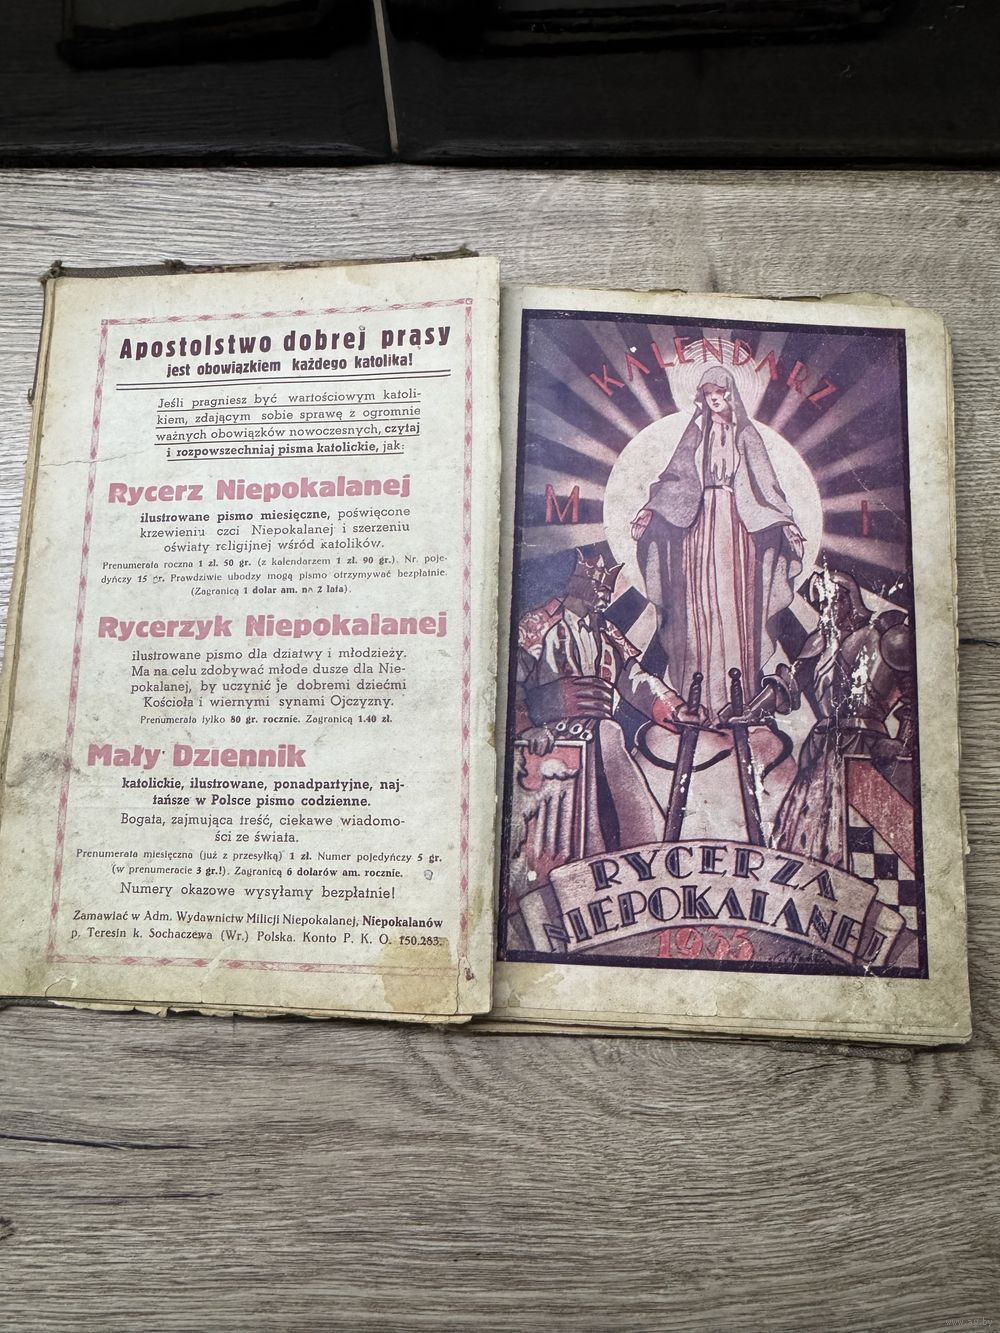 Apostolstwo dobrej prasy
jest obowiązkiem każdego katolika!
Jeśli pragniesz być wartościowym katoli-
kiem, zdającym sobie sprawę z ogromnie
ważnych obowiązków nowoczesnych, czytaj
i rozpowszechniaj pisma katolickie, jak:
Rycerz Niepokalanej
ilustrowane pismo miesięczne, poświęcone
krzewieniu czci Niepokalanej i szerzeniu
oświaty religijnej wśród katolików.
Prenumerata roczna 1 zł. 50 gr. (z kalendarzem 1 zł. 90 gr.). Nr. poje-
dyńczy 15 gr. Prawdziwie ubodzy mogą pismo otrzymywać bezpłatnie.
(Zagranicą 1 dolar am. na 2 lata).
Rycerzyk Niepokalanej
ilustrowane pismo dla dziatwy i młodzieży.
Ma na celu zdobywać młode dusze dla Nie-
pokalanej, by uczynić je dobremi dziećmi
Kościoła i wiernymi synami Ojczyzny.
Prenumerata tylko 80 gr. rocznie. Zagranicą 1.40 zł.
Mały Dziennik
katolickie, ilustrowane, ponadpartyjne, naj-
tańsze w Polsce pismo codzienne.
Bogata, zajmująca treść, ciekawe wiadomo-
ści ze świata.
Prenumerata miesięczna (już z przesyłką) 1 zł. Numer pojedyńczy 5 gr.
(w prenumeracie 3 gr.!). Zagranicą 6 dolarów am. rocznie.
Numery okazowe wysyłamy bezpłatnie!
Zamawiać w Adm. Wydawnictw Milicji Niepokalanej, Niepokalanów
p. Teresin k. Sochaczewa (Wr.) Polska. Konto P. K. O. 150.283.
KALENDARZ
M I
RYCERZA
NIEPOKALANEJ
1935
www.ay.by